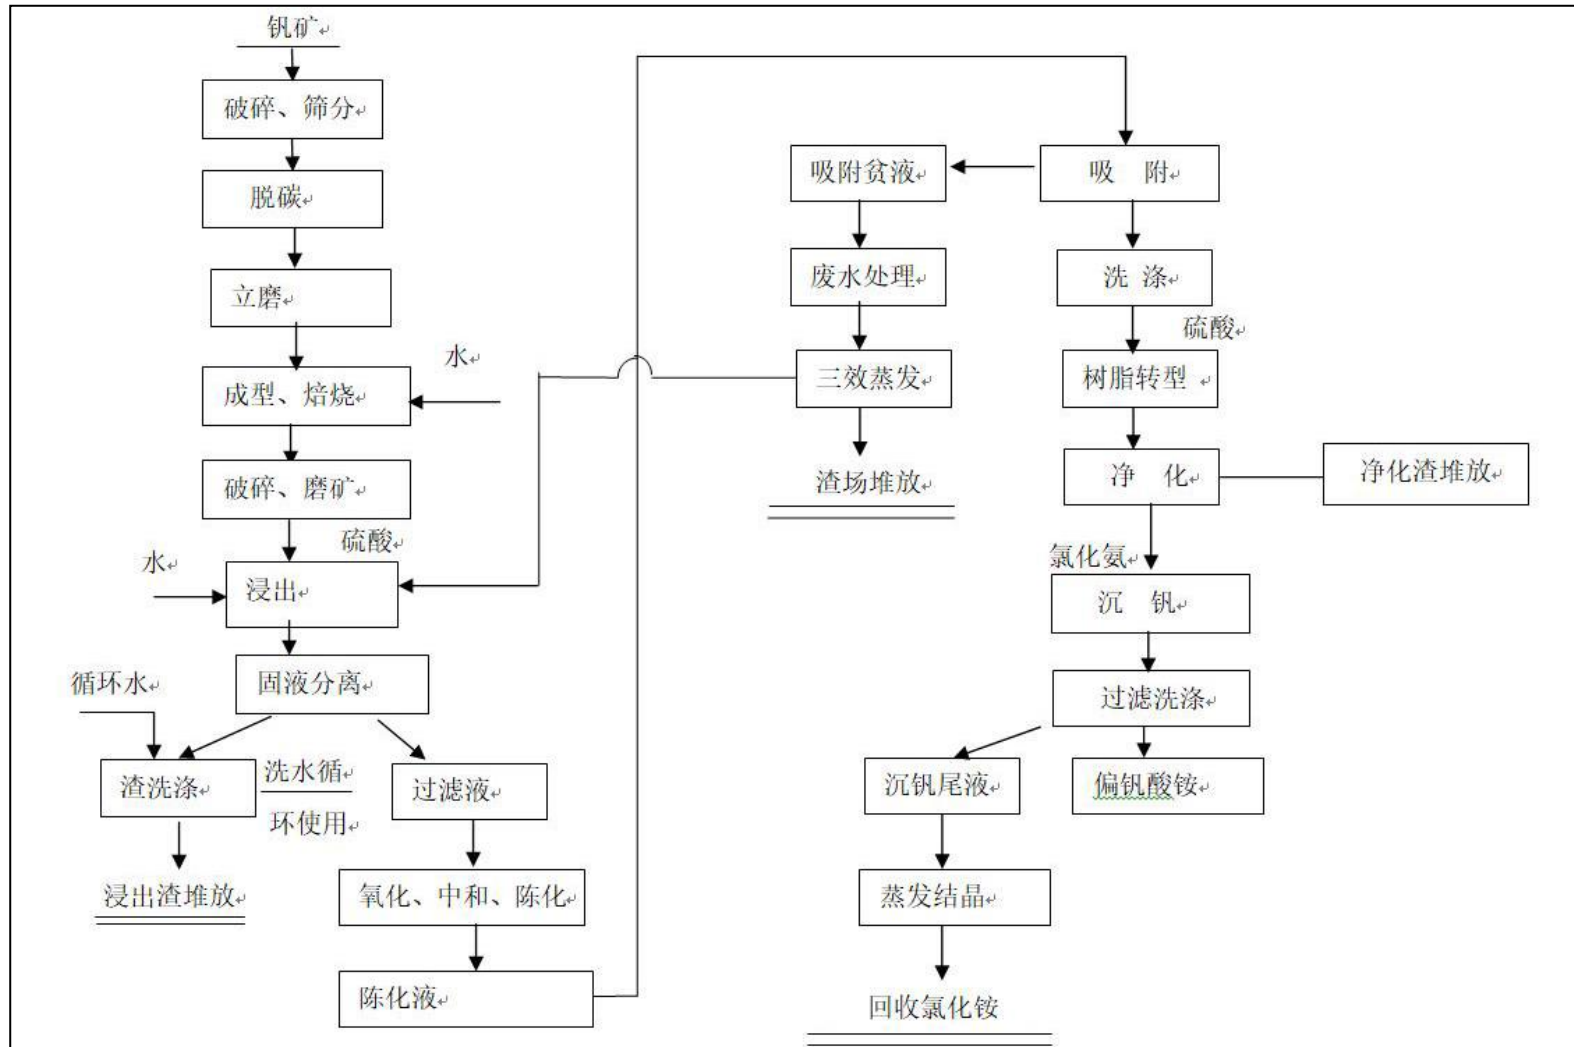 钒矿
破碎、筛分
脱碳
立磨
水
成型、焙烧
破碎、磨矿
硫酸
水
浸出
固液分离
循环水
渣洗涤
洗水循
环使用
过滤液
浸出渣堆放
氧化、中和、陈化
陈化液
吸附贫液
吸 附
废水处理
洗 涤
硫酸
三效蒸发
树脂转型
渣场堆放
净 化
净化渣堆放
氯化氨
沉 钒
过滤洗涤
沉钒尾液
偏钒酸铵
蒸发结晶
回收氯化铵